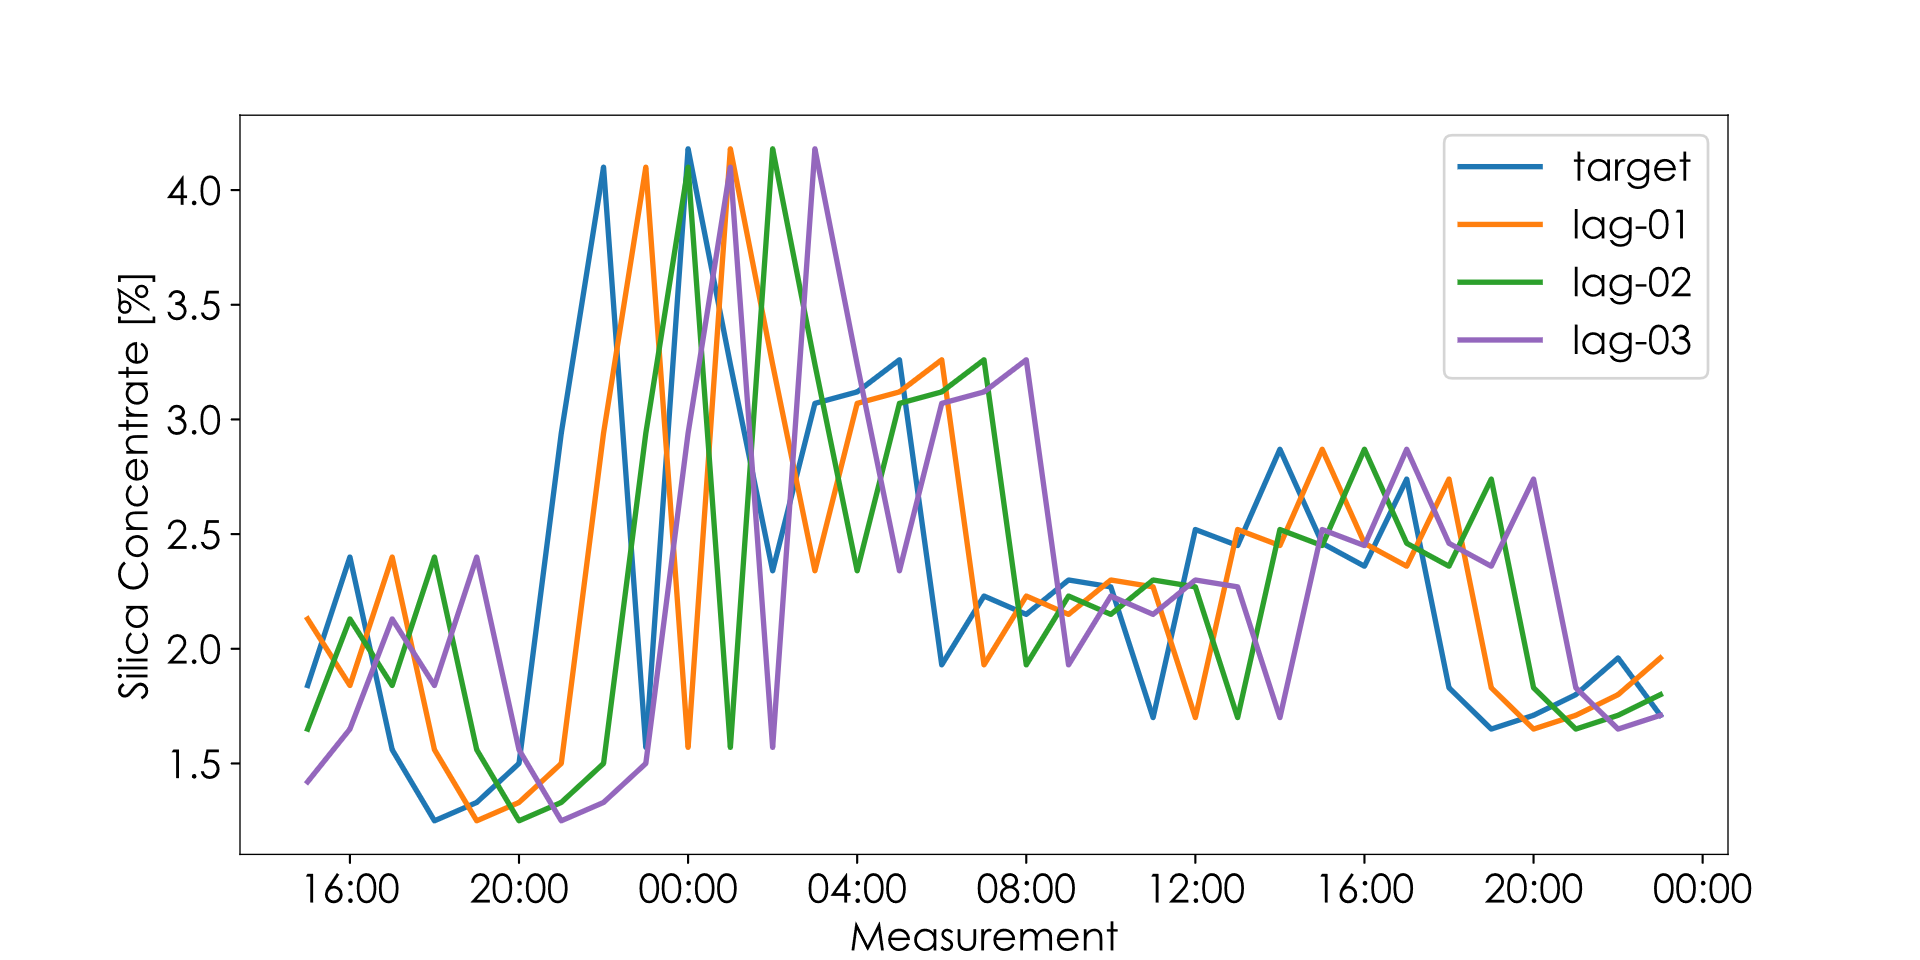 target
lag-01
lag-02
lag-03
Silica Concentrate [%]
4.0
3.5
3.0
2.5
2.0
1.5
16:00 20:00 00:00 04:00 08:00 12:00 16:00 20:00 00:00
Measurement